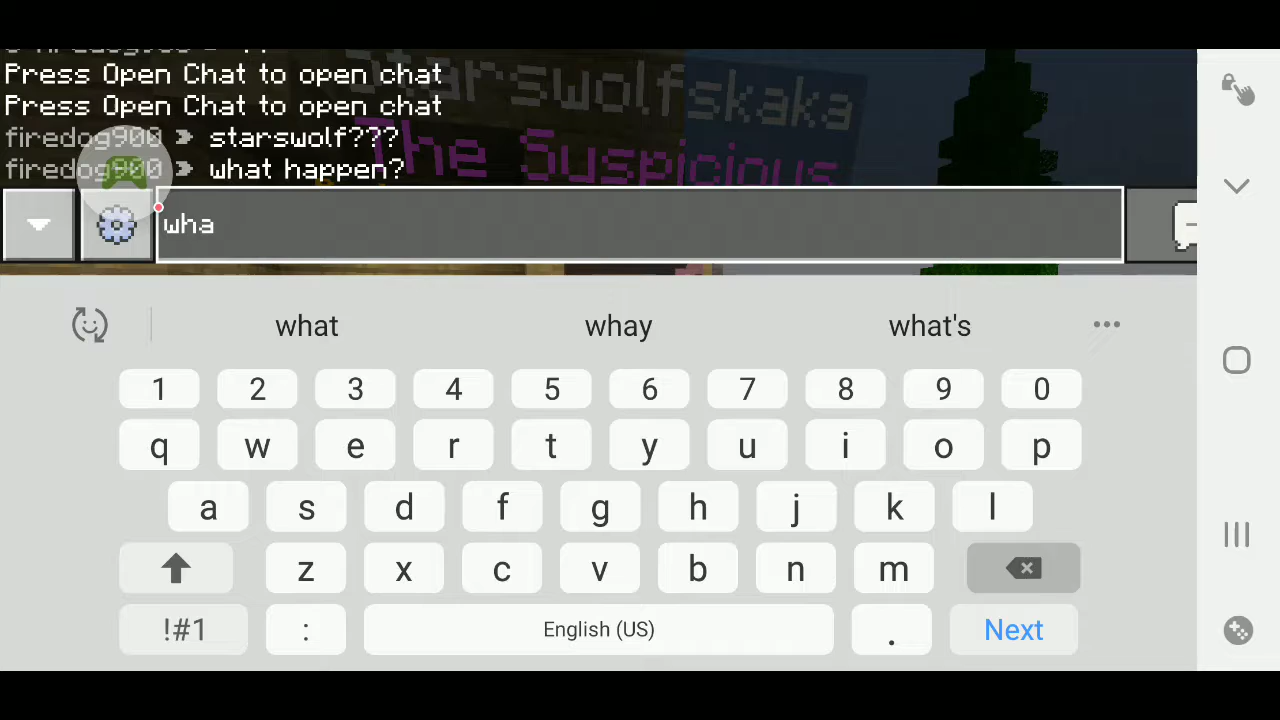 Starswolfskaka
Press Open Chat to open chat
Press Open Chat to open chat
The Suspicious
firedog900 » starswolf???
firedog900 » what happen?
wha
what whay what's
1 2 3 4 5 6 7 8 9 0
q w e r t y u i o p
a s d f g h j k l
z x c v b n m
!#1 : English (US) . Next